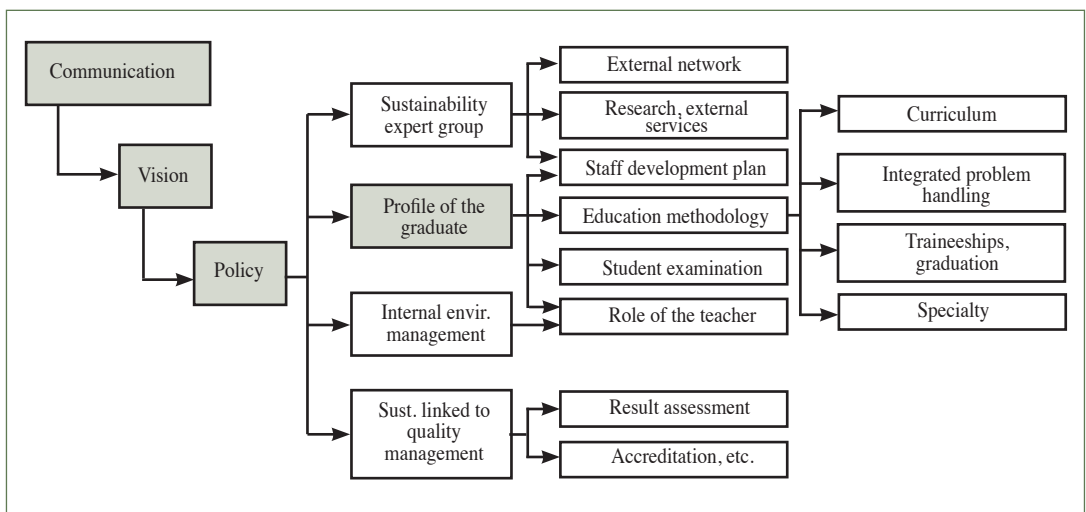 Communication
Vision
Policy
Sustainability
expert group
Profile of the
graduate
Internal envir.
management
Sust. linked to
quality
management
External network
Research, external
services
Staff development plan
Education methodology
Student examination
Role of the teacher
Result assessment
Accreditation, etc.
Curriculum
Integrated problem
handling
Traineeships,
graduation
Specialty